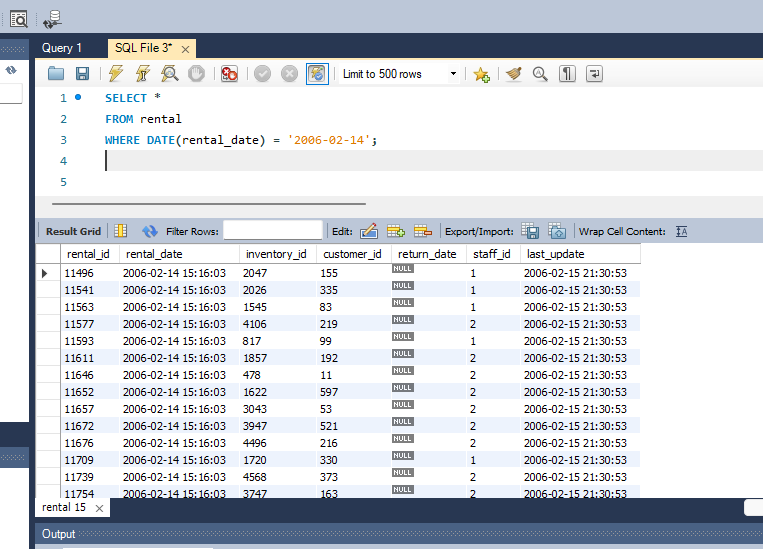 Query 1 SQL File 3*
Limit to 500 rows
1 SELECT *
2 FROM rental
3 WHERE DATE(rental_date) = '2006-02-14';
4
5
Result Grid Filter Rows: Edit: Export/Import: Wrap Cell Content:
rental_id rental_date inventory_id customer_id return_date staff_id last_update
11496 2006-02-14 15:16:03 2047 155 NULL 1 2006-02-15 21:30:53
11541 2006-02-14 15:16:03 2026 335 NULL 1 2006-02-15 21:30:53
11563 2006-02-14 15:16:03 1545 83 NULL 1 2006-02-15 21:30:53
11577 2006-02-14 15:16:03 4106 219 NULL 2 2006-02-15 21:30:53
11593 2006-02-14 15:16:03 817 99 NULL 1 2006-02-15 21:30:53
11611 2006-02-14 15:16:03 1857 192 NULL 2 2006-02-15 21:30:53
11646 2006-02-14 15:16:03 478 11 NULL 2 2006-02-15 21:30:53
11652 2006-02-14 15:16:03 1622 597 NULL 2 2006-02-15 21:30:53
11657 2006-02-14 15:16:03 3043 53 NULL 2 2006-02-15 21:30:53
11672 2006-02-14 15:16:03 3947 521 NULL 2 2006-02-15 21:30:53
11676 2006-02-14 15:16:03 4496 216 NULL 2 2006-02-15 21:30:53
11709 2006-02-14 15:16:03 1720 330 NULL 1 2006-02-15 21:30:53
11739 2006-02-14 15:16:03 4568 373 NULL 2 2006-02-15 21:30:53
11754 2006-02-14 15:16:03 3747 163 NULL 2 2006-02-15 21:30:53
rental 15
Output